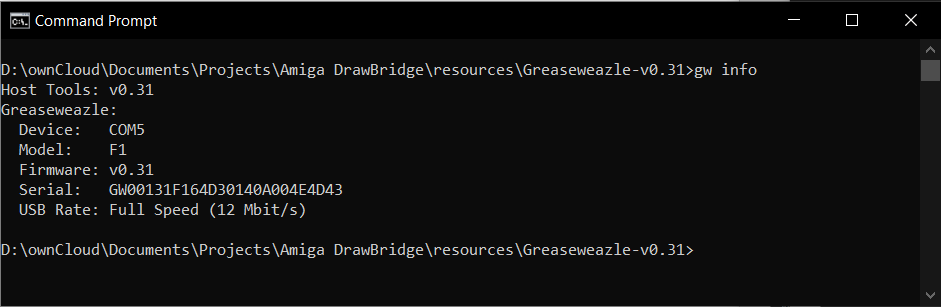 Command Prompt
D:\ownCloud\Documents\Projects\Amiga DrawBridge\resources\Greaseweazle-v0.31>gw info
Host Tools: v0.31
Greaseweazle:
  Device:   COM5
  Model:    F1
  Firmware: v0.31
  Serial:   GW00131F164D30140A004E4D43
  USB Rate: Full Speed (12 Mbit/s)
D:\ownCloud\Documents\Projects\Amiga DrawBridge\resources\Greaseweazle-v0.31>